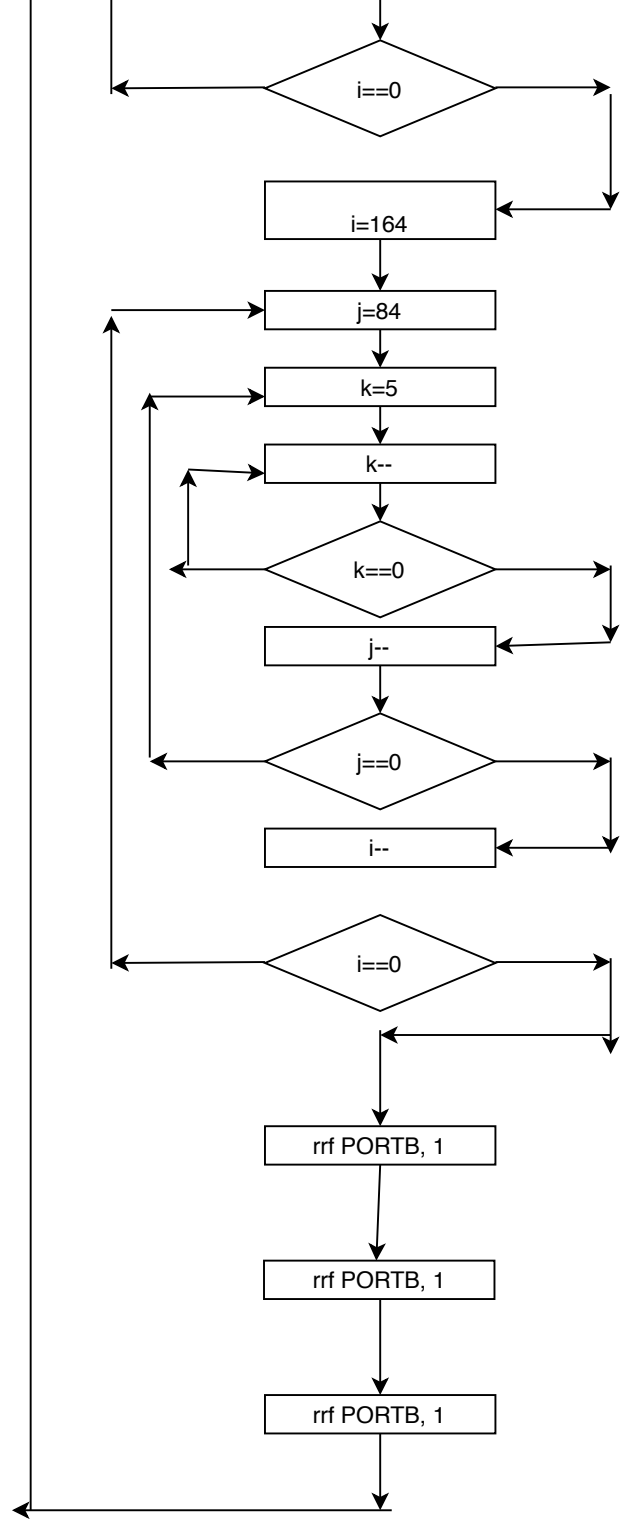 i==0
i=164
j=84
k=5
k--
k==0
j--
j==0
i--
i==0
rrf PORTB, 1
rrf PORTB, 1
rrf PORTB, 1